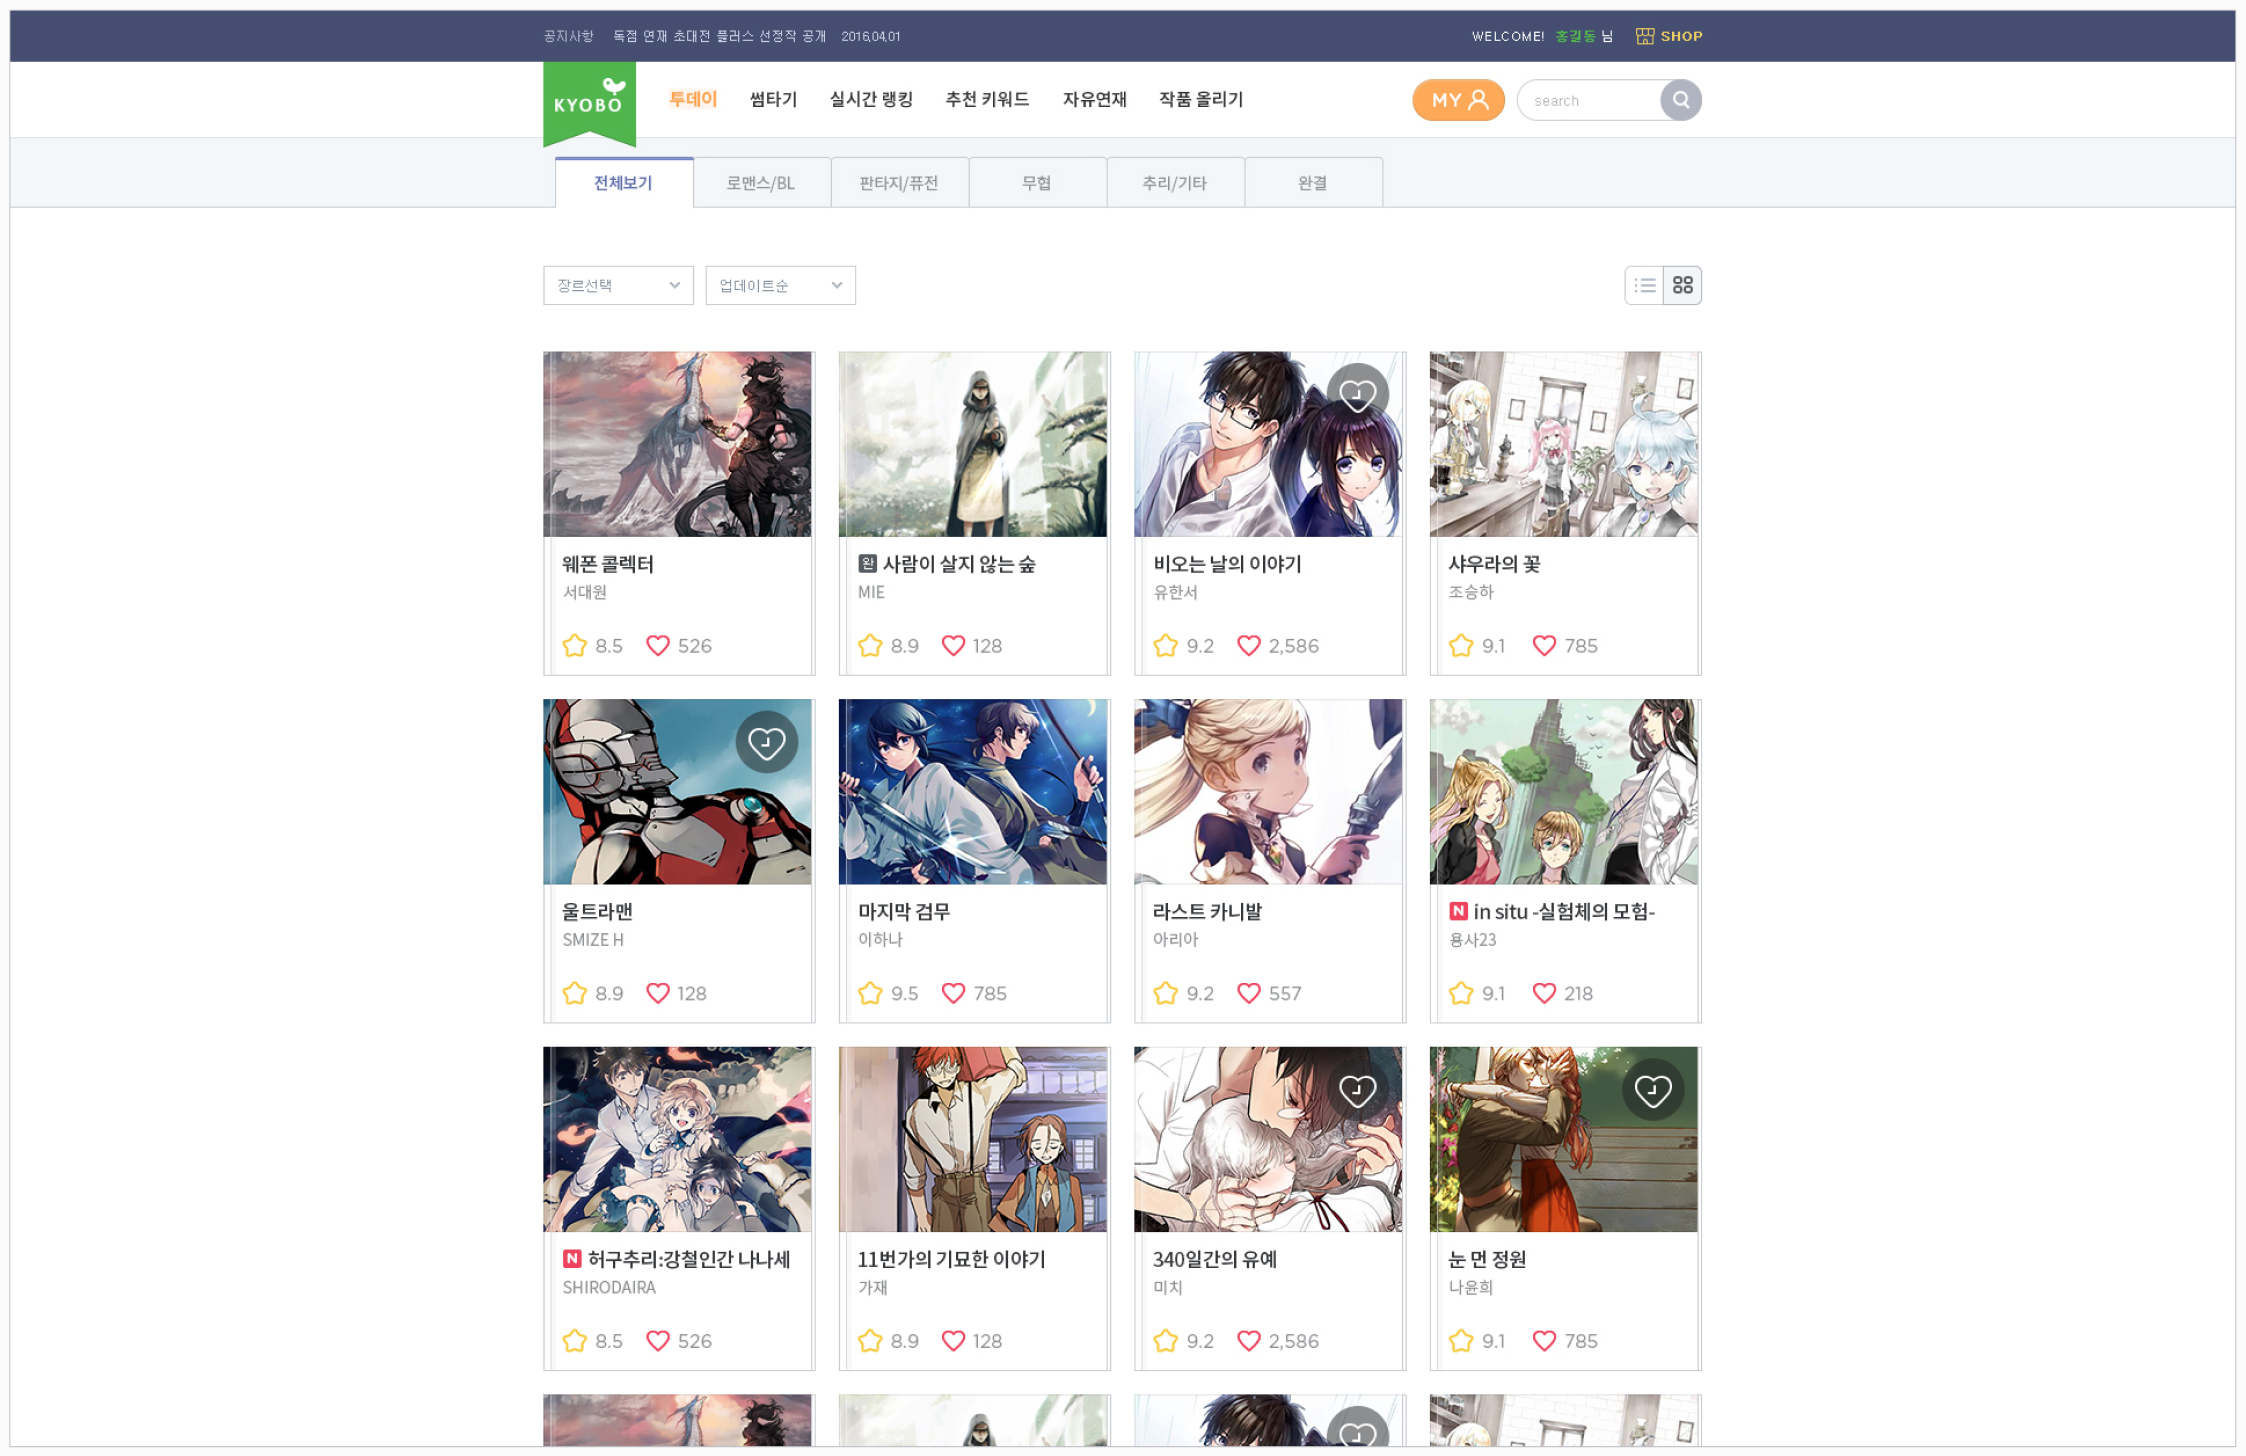 공지사항 독점 연재 초대전 플러스 선정작 공개 2016.04.01 WELCOME! 홍길동 님 SHOP
KYOBO 투데이 썸타기 실시간 랭킹 추천 키워드 자유연재 작품 올리기 MY search
전체보기 로맨스/BL 판타지/퓨전 무협 추리/기타 완결
장르선택 업데이트순
웨폰 콜렉터
서대원
8.5 526
완 사람이 살지 않는 숲
MIE
8.9 128
비오는 날의 이야기
유한서
9.2 2,586
샤우라의 꽃
조승하
9.1 785
울트라맨
SMIZE H
8.9 128
마지막 검무
이하나
9.5 785
라스트 카니발
아리아
9.2 557
N in situ -실험체의 모험-
용사23
9.1 218
N 허구추리:강철인간 나나세
SHIRODAIRA
8.5 526
11번가의 기묘한 이야기
가재
8.9 128
340일간의 유예
미치
9.2 2,586
눈 먼 정원
나윤희
9.1 785